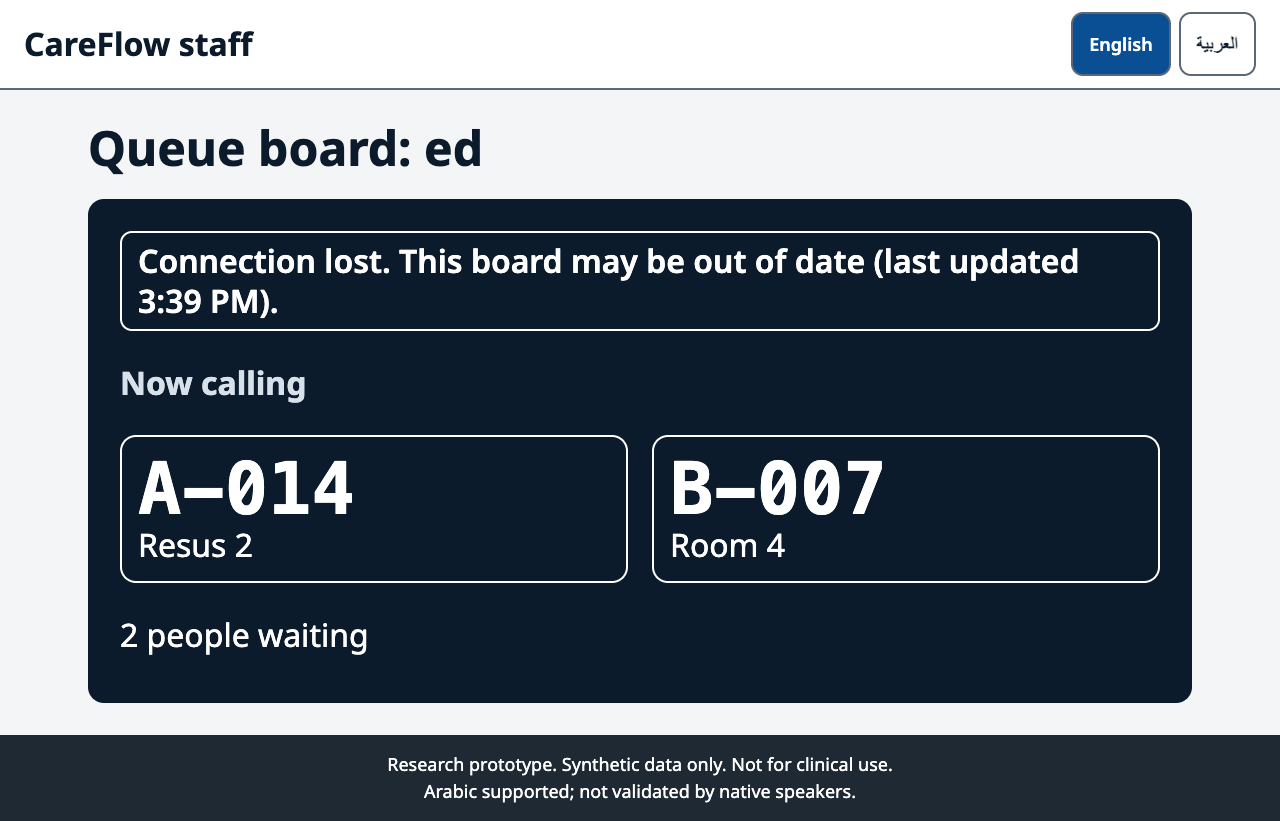 CareFlow staff
English
العربية
Queue board: ed
Connection lost. This board may be out of date (last updated
3:39 PM).
Now calling
A–014
Resus 2
B–007
Room 4
2 people waiting
Research prototype. Synthetic data only. Not for clinical use.
Arabic supported; not validated by native speakers.